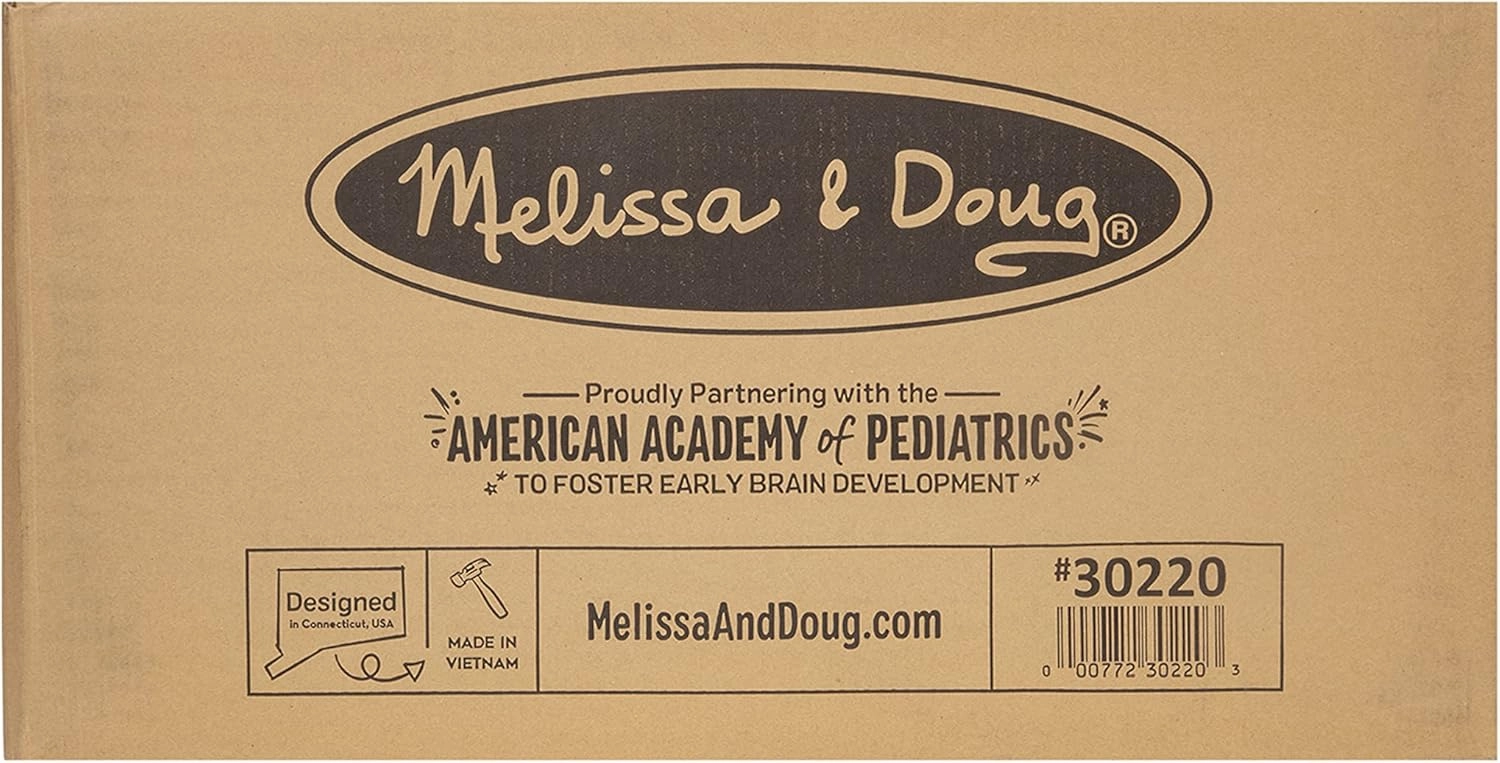 Melissa & Doug®
Proudly Partnering with the
AMERICAN ACADEMY of PEDIATRICS
TO FOSTER EARLY BRAIN DEVELOPMENT
Designed
in Connecticut, USA
MADE IN
VIETNAM
MelissaAndDoug.com
#30220
0 00772 30220 3